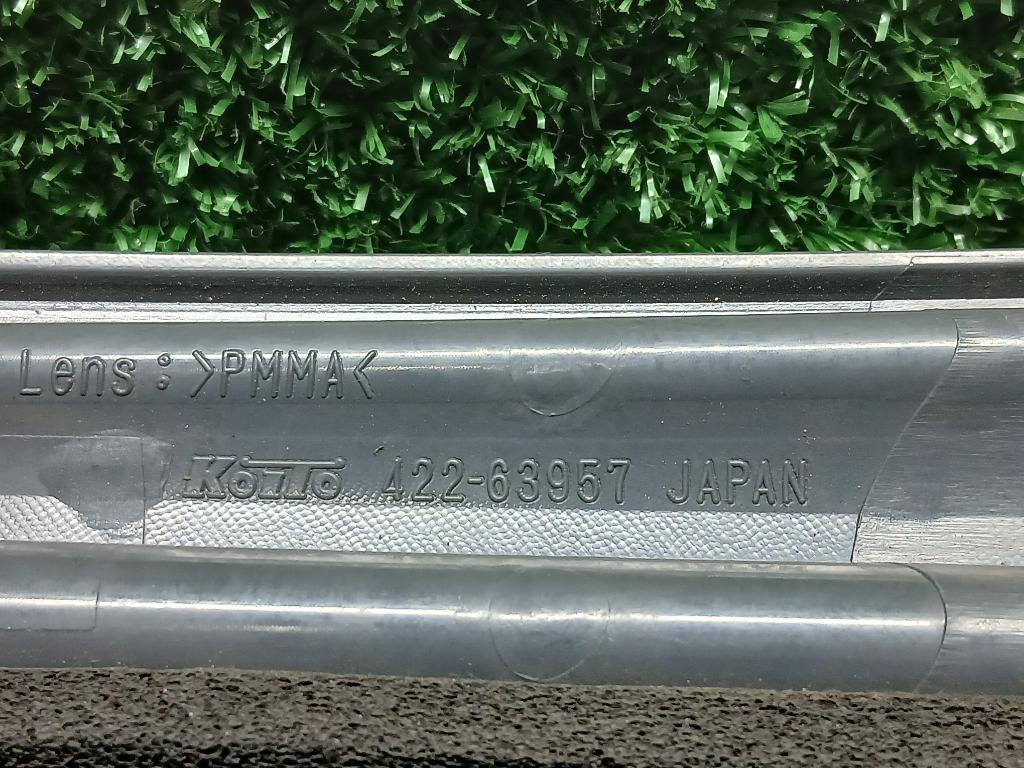 Lens:>PMMA<
KOITO 422-63957 JAPAN